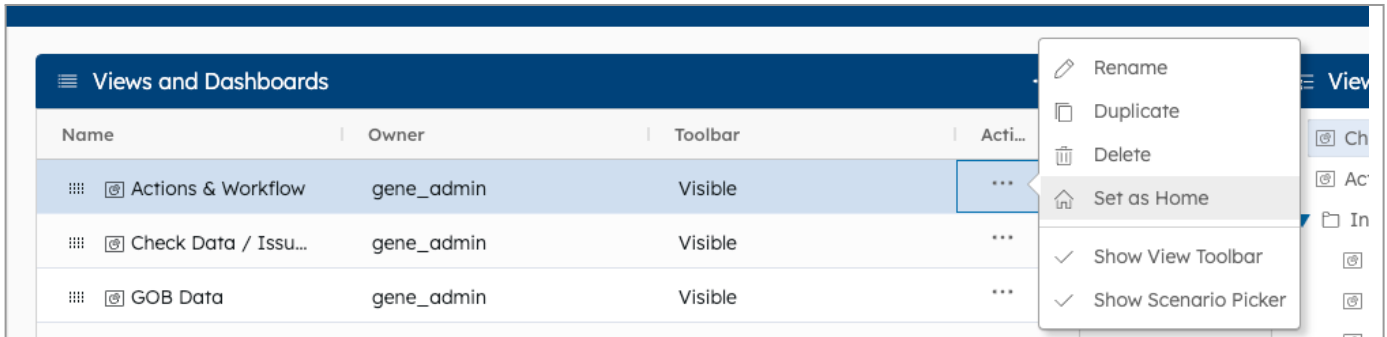 Views and Dashboards
Name Owner Toolbar Acti...
Actions & Workflow gene_admin Visible ...
Check Data / Issu... gene_admin Visible ...
GOB Data gene_admin Visible ...
Rename
Duplicate
Delete
Set as Home
Show View Toolbar
Show Scenario Picker
View
Ch
Ac
In